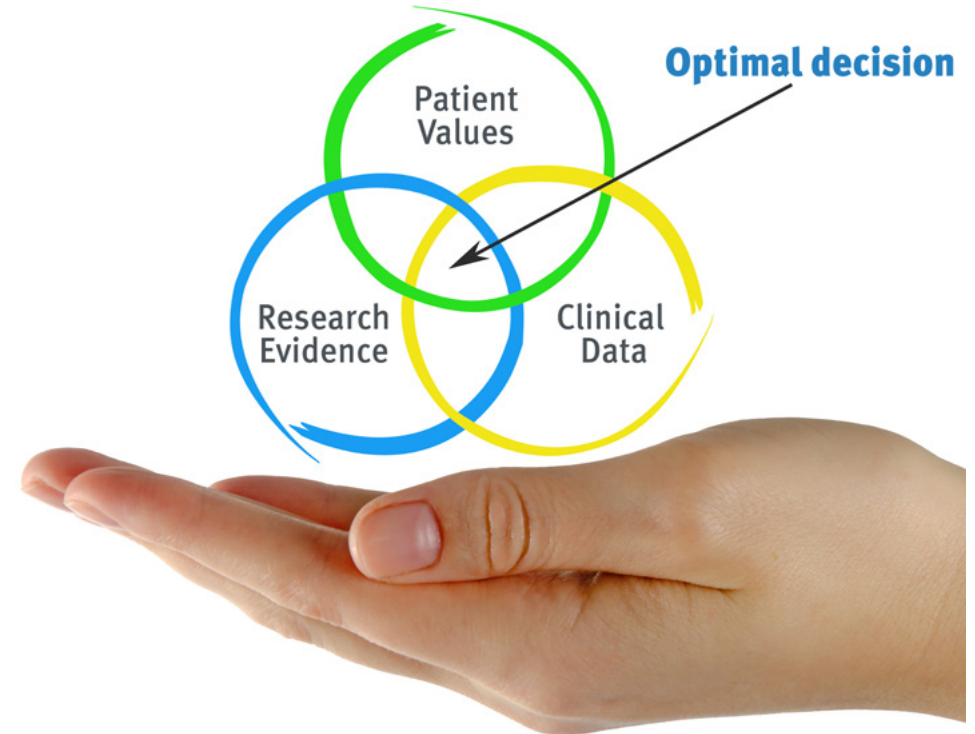 Optimal decision
Patient
Values
Research
Evidence
Clinical
Data